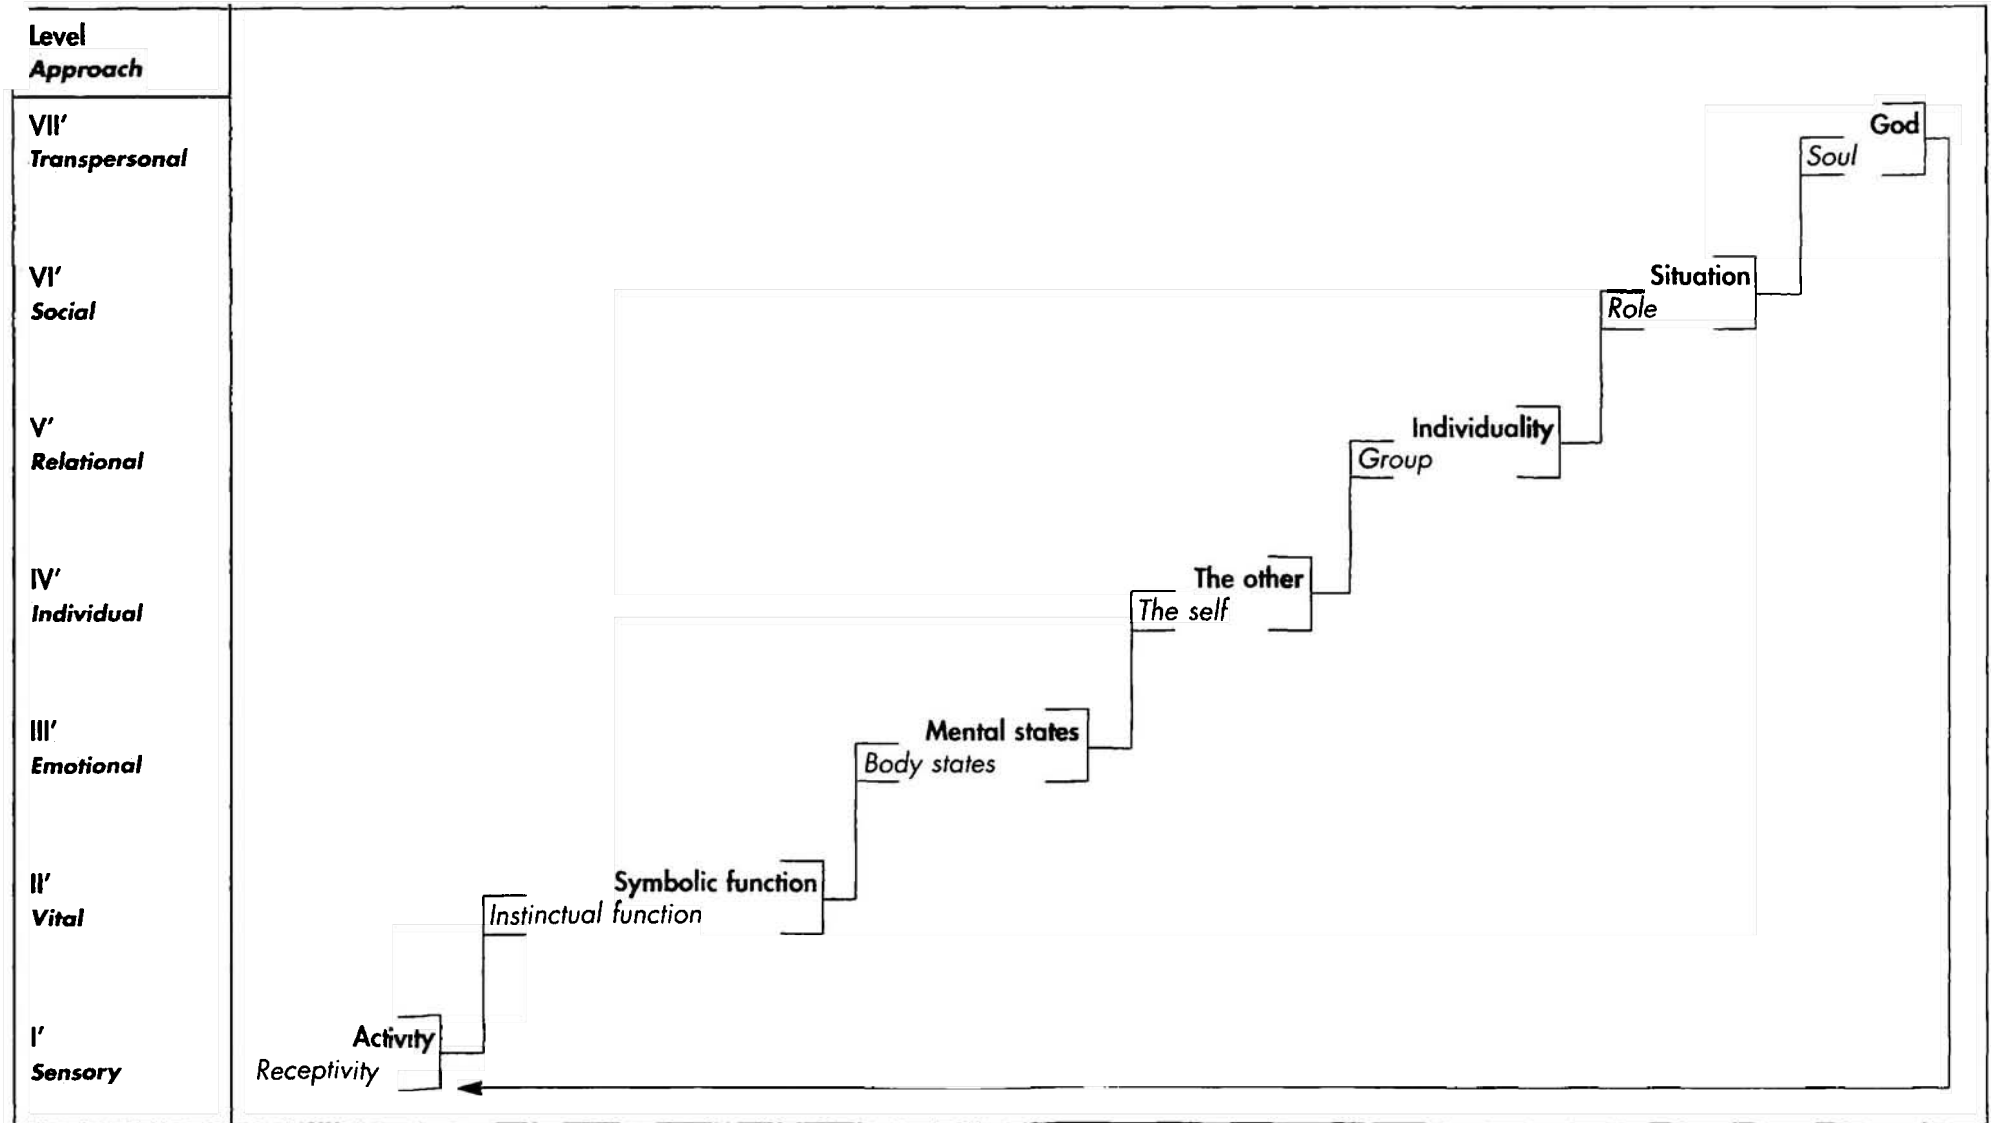 Level
Approach
VII′
Transpersonal
God
Soul
VI′
Social
Situation
Role
V′
Relational
Individuality
Group
IV′
Individual
The other
The self
III′
Emotional
Mental states
Body states
II′
Vital
Symbolic function
Instinctual function
I′
Sensory
Activity
Receptivity